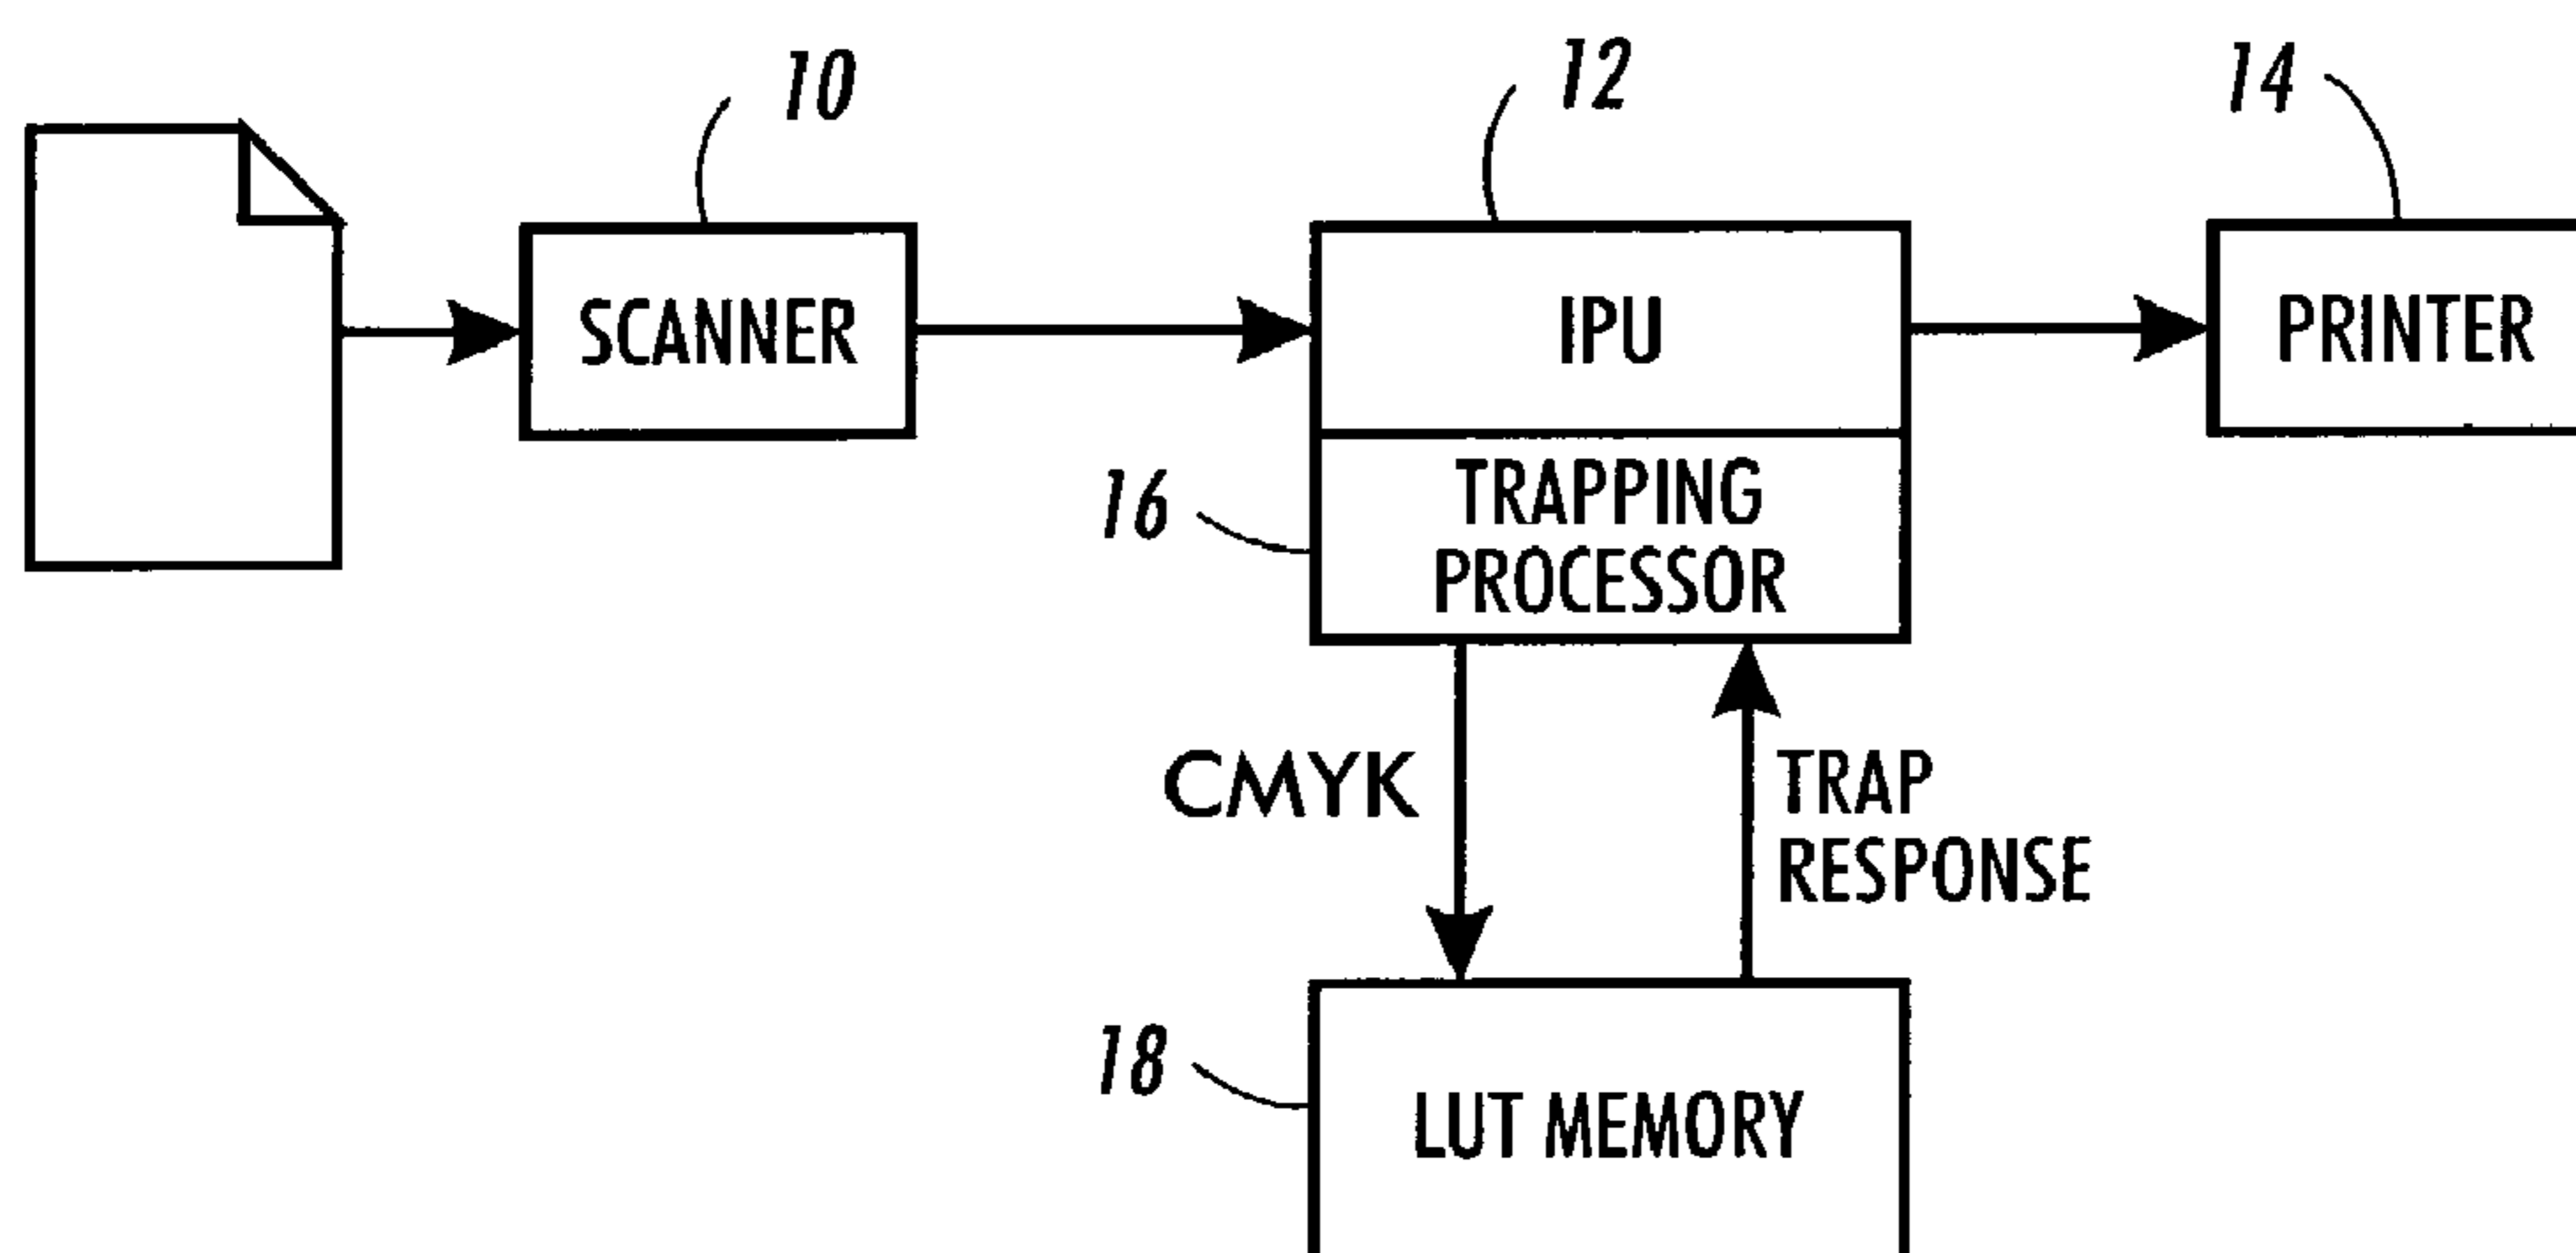 10
12
14
SCANNER
IPU
PRINTER
16
TRAPPING
PROCESSOR
CMYK
TRAP
RESPONSE
18
LUT MEMORY